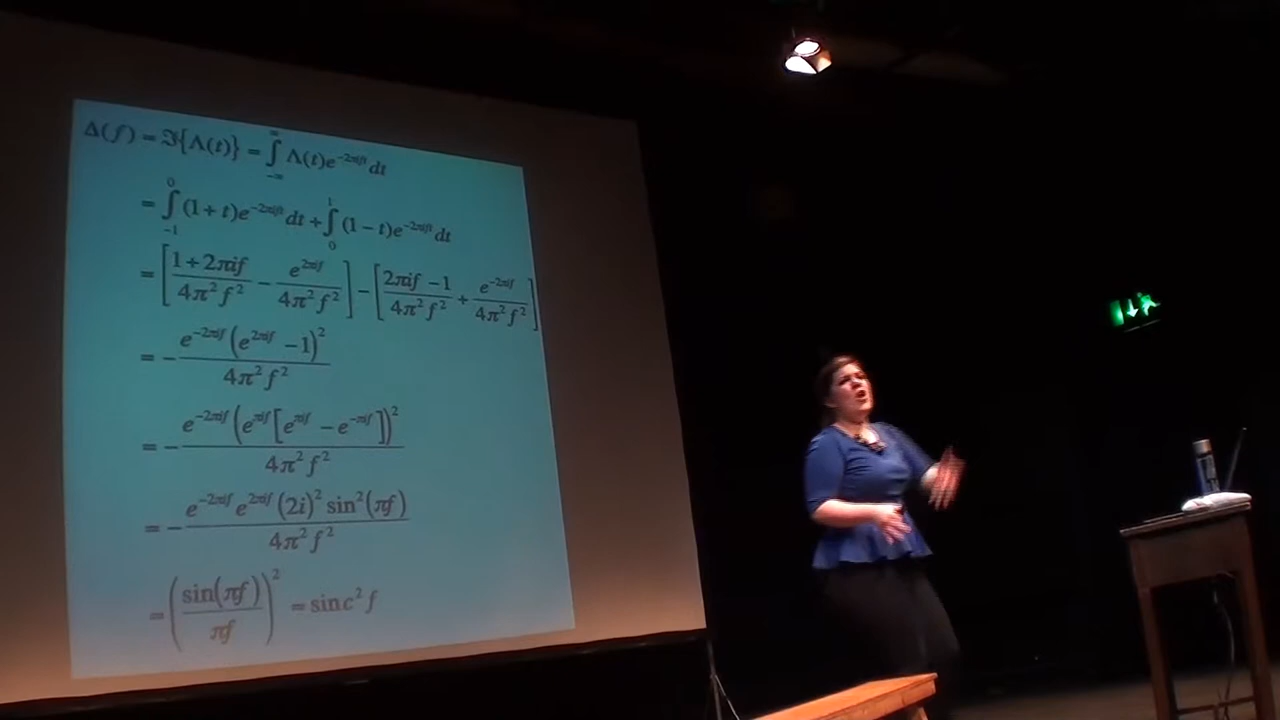 Δ(f) = ℑ{Λ(t)} = ∫_{-∞}^{∞} Λ(t)e^{-2πift} dt
= ∫_{-1}^{0} (1 + t)e^{-2πift} dt + ∫_{0}^{1} (1 − t)e^{-2πift} dt
= [(1 + 2πif)/(4π²f²) − e^{2πif}/(4π²f²)] − [(2πif − 1)/(4π²f²) + e^{-2πif}/(4π²f²)]
= − e^{-2πif}(e^{2πif} − 1)²/(4π²f²)
= − e^{-2πif}(e^{πif}[e^{πif} − e^{-πif}])²/(4π²f²)
= − e^{-2πif} e^{2πif} (2i)² sin²(πf)/(4π²f²)
= (sin(πf)/(πf))² = sinc² f